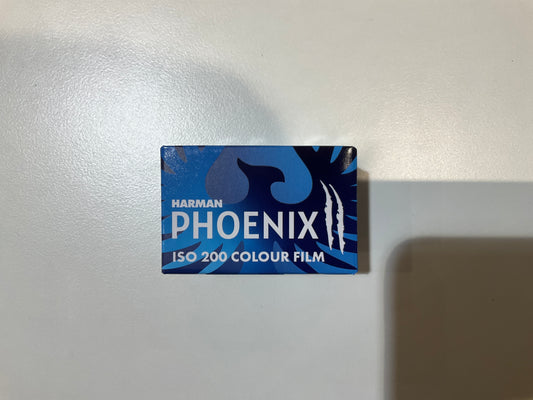 HARMAN
PHOENIX II
ISO 200 COLOUR FILM